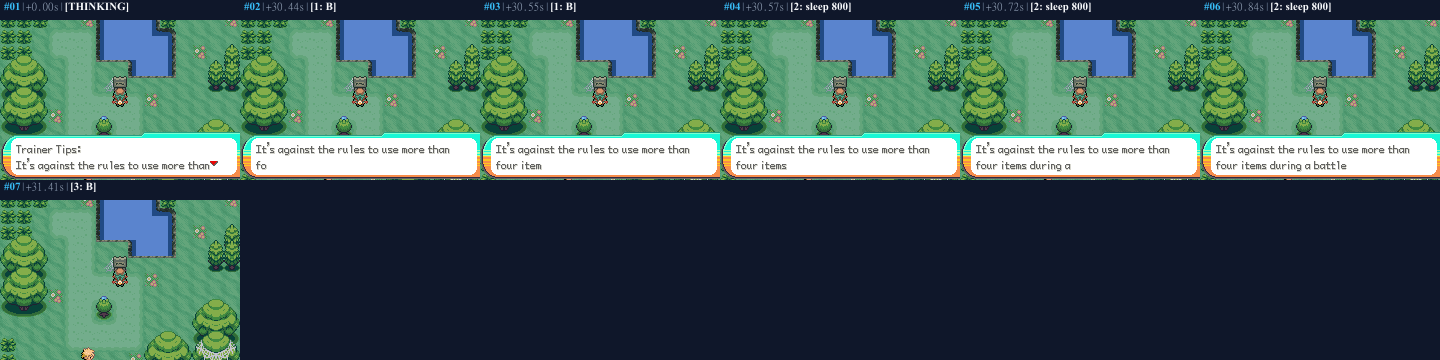 #01 | +0.00s | [THINKING]
Trainer Tips:
It's against the rules to use more than
#02 | +30.44s | [1: B]
It's against the rules to use more than
fo
#03 | +30.55s | [1: B]
It's against the rules to use more than
four item
#04 | +30.57s | [2: sleep 800]
It's against the rules to use more than
four items
#05 | +30.72s | [2: sleep 800]
It's against the rules to use more than
four items during a
#06 | +30.84s | [2: sleep 800]
It's against the rules to use more than
four items during a battle
#07 | +31.41s | [3: B]